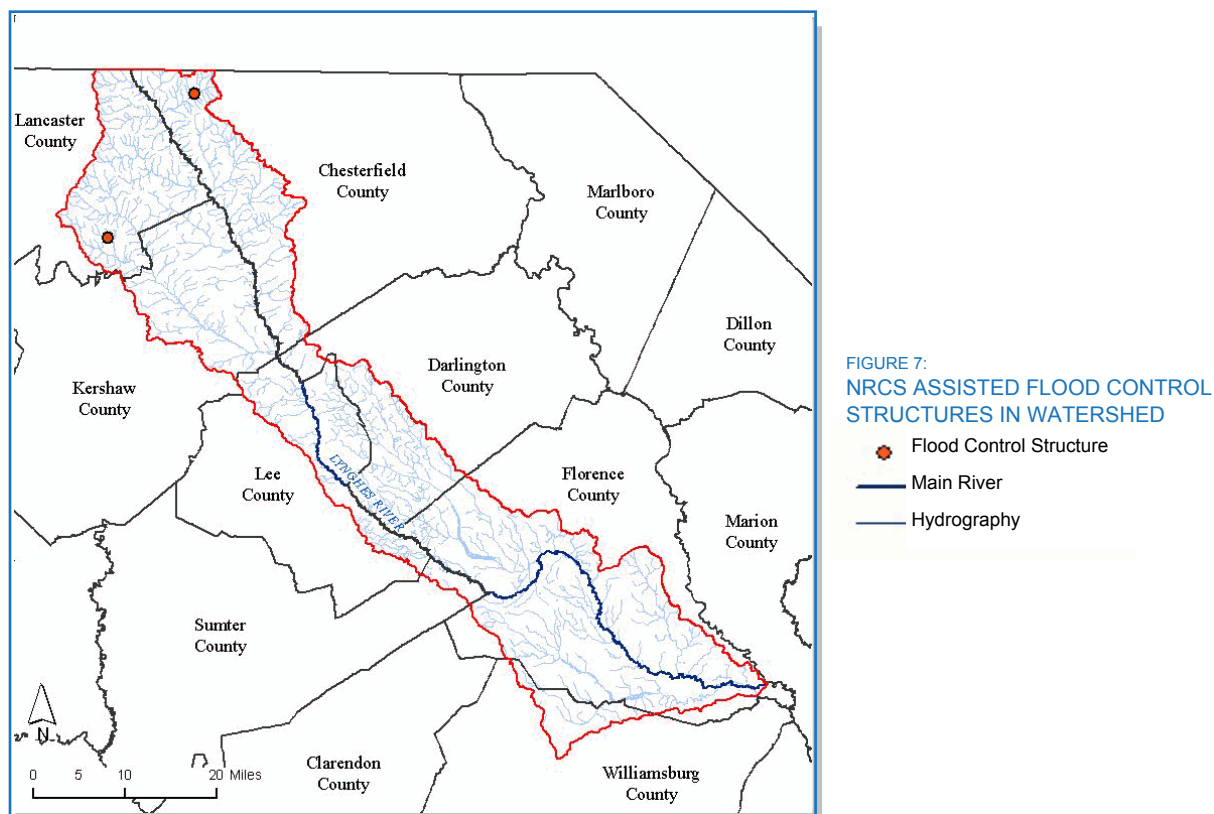 Lancaster
County
Chesterfield
County
Marlboro
County
Dillon
County
Darlington
County
Kershaw
County
Lee
County
LYNCHES RIVER
Florence
County
Marion
County
Sumter
County
Clarendon
County
Williamsburg
County
N
0 5 10 20 Miles
FIGURE 7:
NRCS ASSISTED FLOOD CONTROL
STRUCTURES IN WATERSHED
Flood Control Structure
Main River
Hydrography